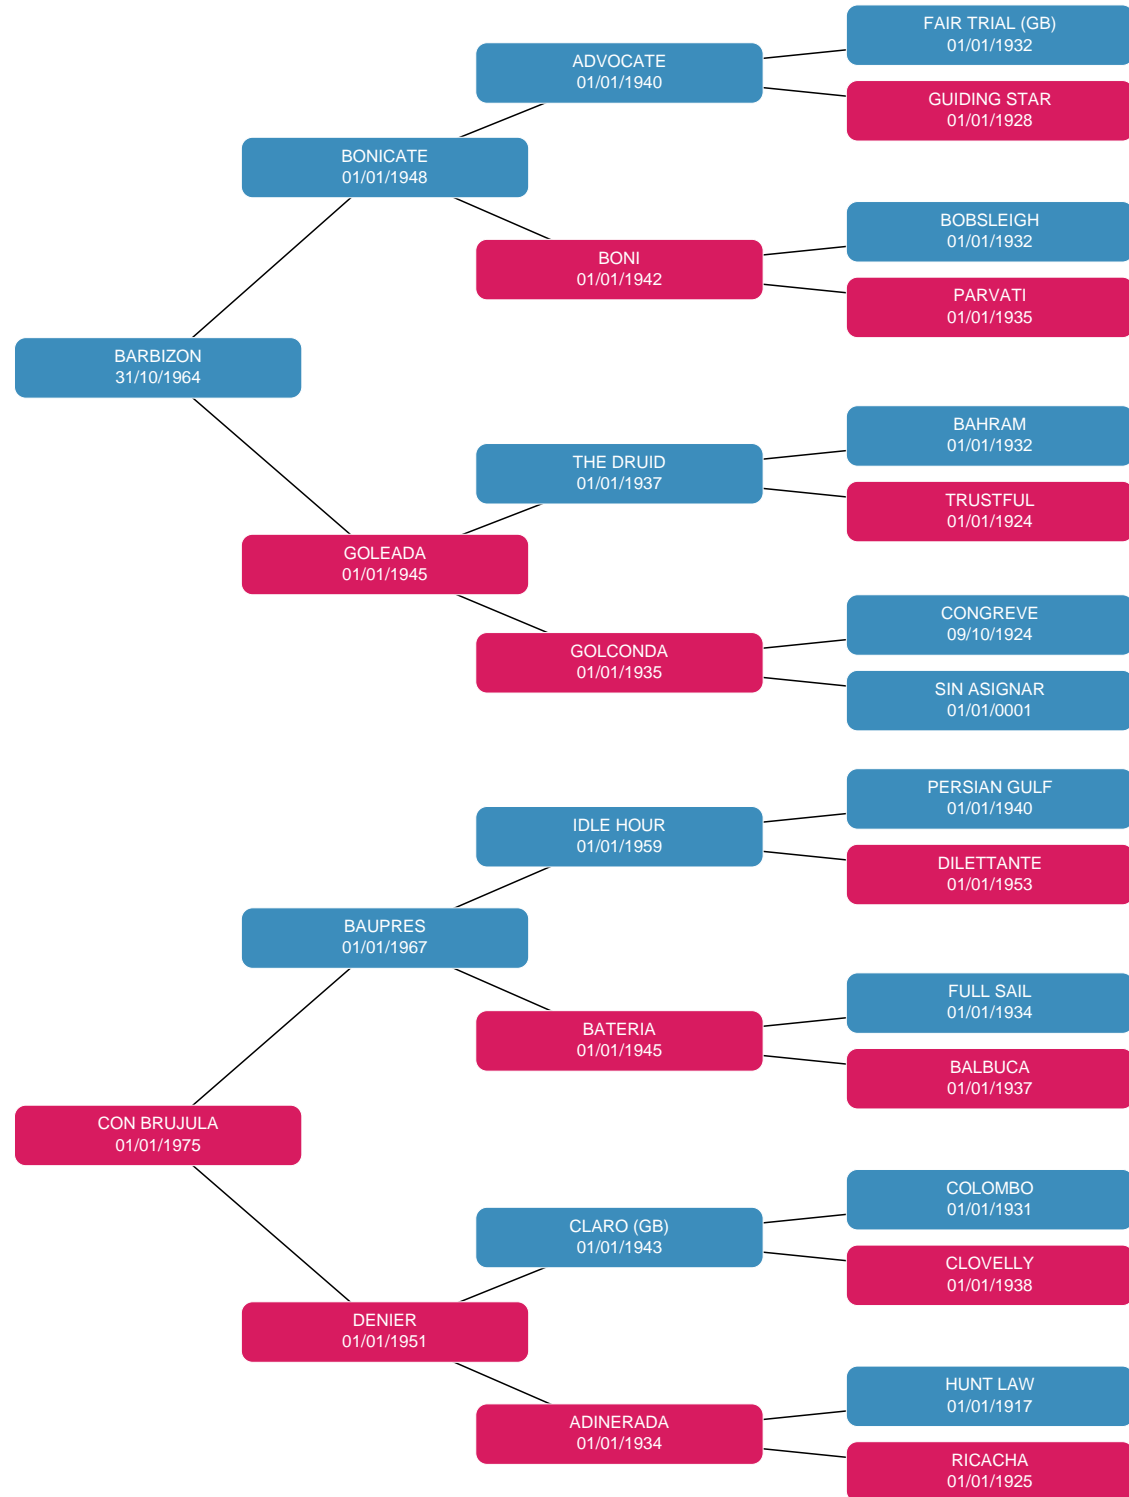 FAIR TRIAL (GB)
01/01/1932
ADVOCATE
01/01/1940
GUIDING STAR
01/01/1928
BONICATE
01/01/1948
BOBSLEIGH
01/01/1932
BONI
01/01/1942
PARVATI
01/01/1935
BARBIZON
31/10/1964
BAHRAM
01/01/1932
THE DRUID
01/01/1937
TRUSTFUL
01/01/1924
GOLEADA
01/01/1945
CONGREVE
09/10/1924
GOLCONDA
01/01/1935
SIN ASIGNAR
01/01/0001
PERSIAN GULF
01/01/1940
IDLE HOUR
01/01/1959
DILETTANTE
01/01/1953
BAUPRES
01/01/1967
FULL SAIL
01/01/1934
BATERIA
01/01/1945
BALBUCA
01/01/1937
CON BRUJULA
01/01/1975
COLOMBO
01/01/1931
CLARO (GB)
01/01/1943
CLOVELLY
01/01/1938
DENIER
01/01/1951
HUNT LAW
01/01/1917
ADINERADA
01/01/1934
RICACHA
01/01/1925